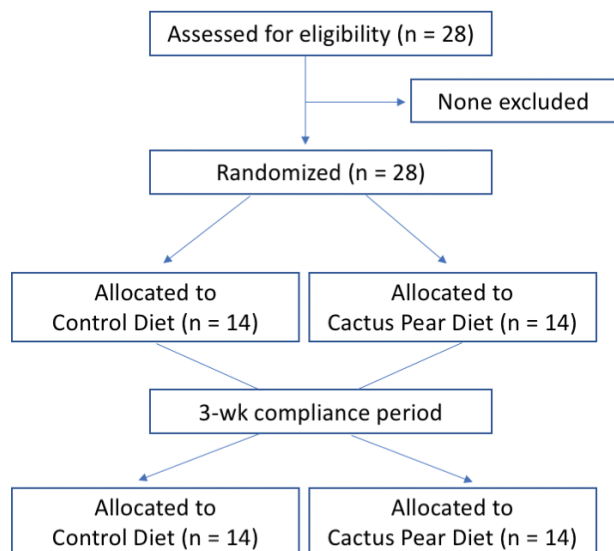 Assessed for eligibility (n = 28)
None excluded
Randomized (n = 28)
Allocated to
Control Diet (n = 14)
Allocated to
Cactus Pear Diet (n = 14)
3-wk compliance period
Allocated to
Control Diet (n = 14)
Allocated to
Cactus Pear Diet (n = 14)